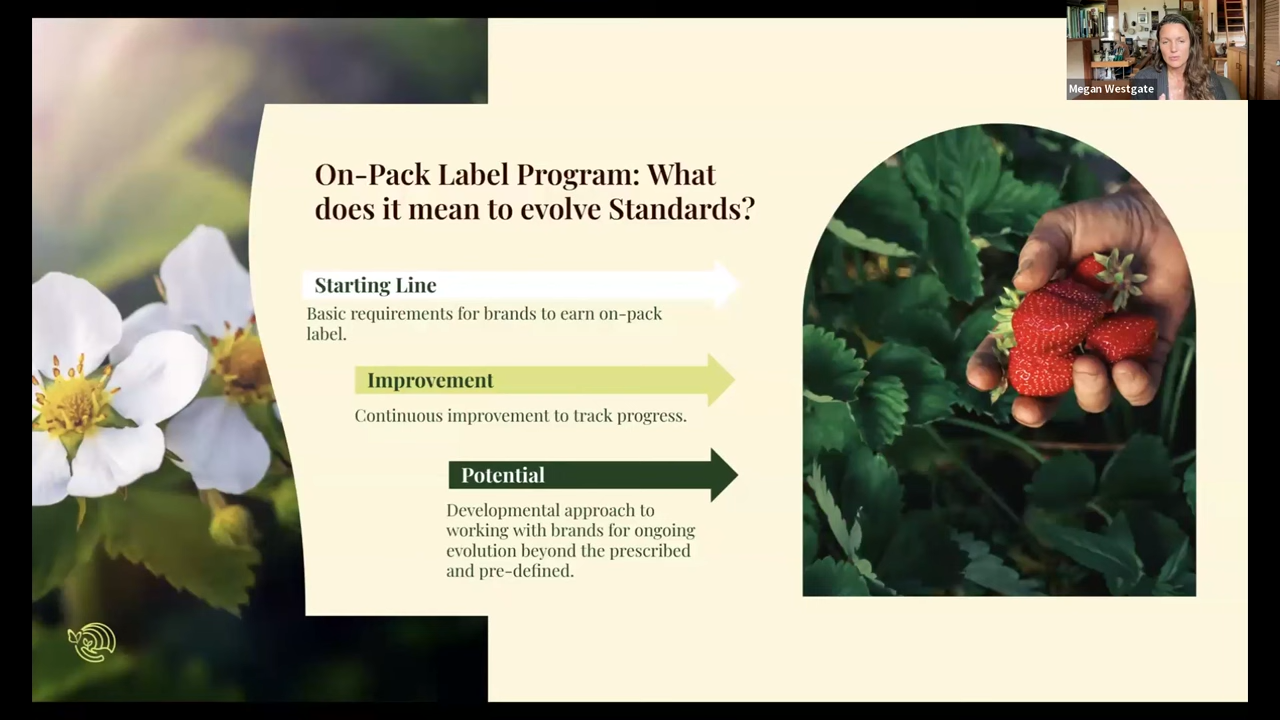 Megan Westgate
On-Pack Label Program: What
does it mean to evolve Standards?
Starting Line
Basic requirements for brands to earn on-pack
label.
Improvement
Continuous improvement to track progress.
Potential
Developmental approach to
working with brands for ongoing
evolution beyond the prescribed
and pre-defined.